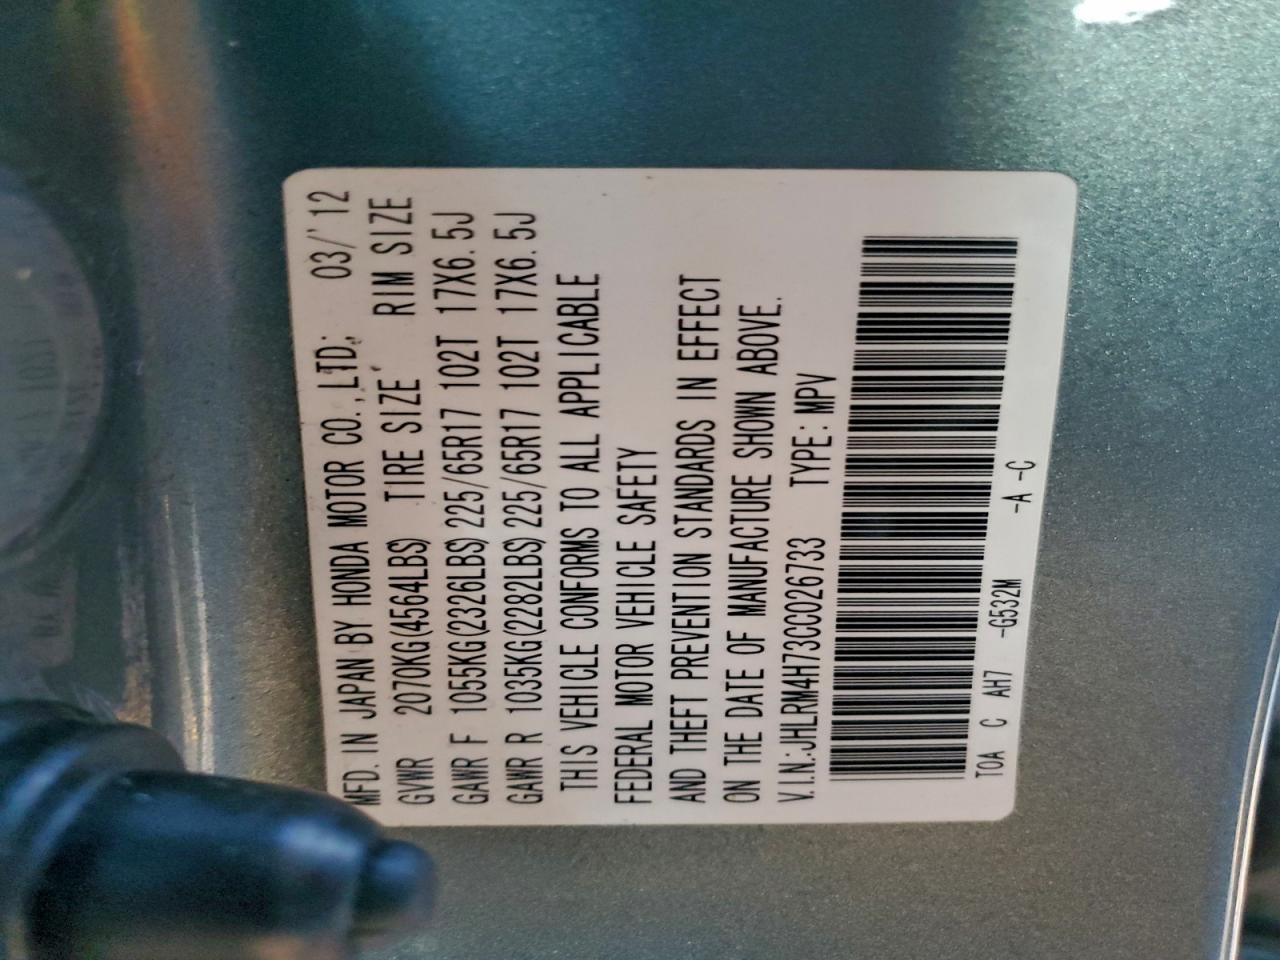 MFD. IN JAPAN BY HONDA MOTOR CO.,LTD; 03/'12
GVWR 2070KG(4564LBS) TIRE SIZE RIM SIZE
GAWR F 1055KG(2326LBS) 225/65R17 102T 17X6.5J
GAWR R 1035KG(2282LBS) 225/65R17 102T 17X6.5J
THIS VEHICLE CONFORMS TO ALL APPLICABLE
FEDERAL MOTOR VEHICLE SAFETY
AND THEFT PREVENTION STANDARDS IN EFFECT
ON THE DATE OF MANUFACTURE SHOWN ABOVE.
V.I.N.:JHLRM4H73CC026733 TYPE:MPV
TOA C AH7 -G532M -A -C